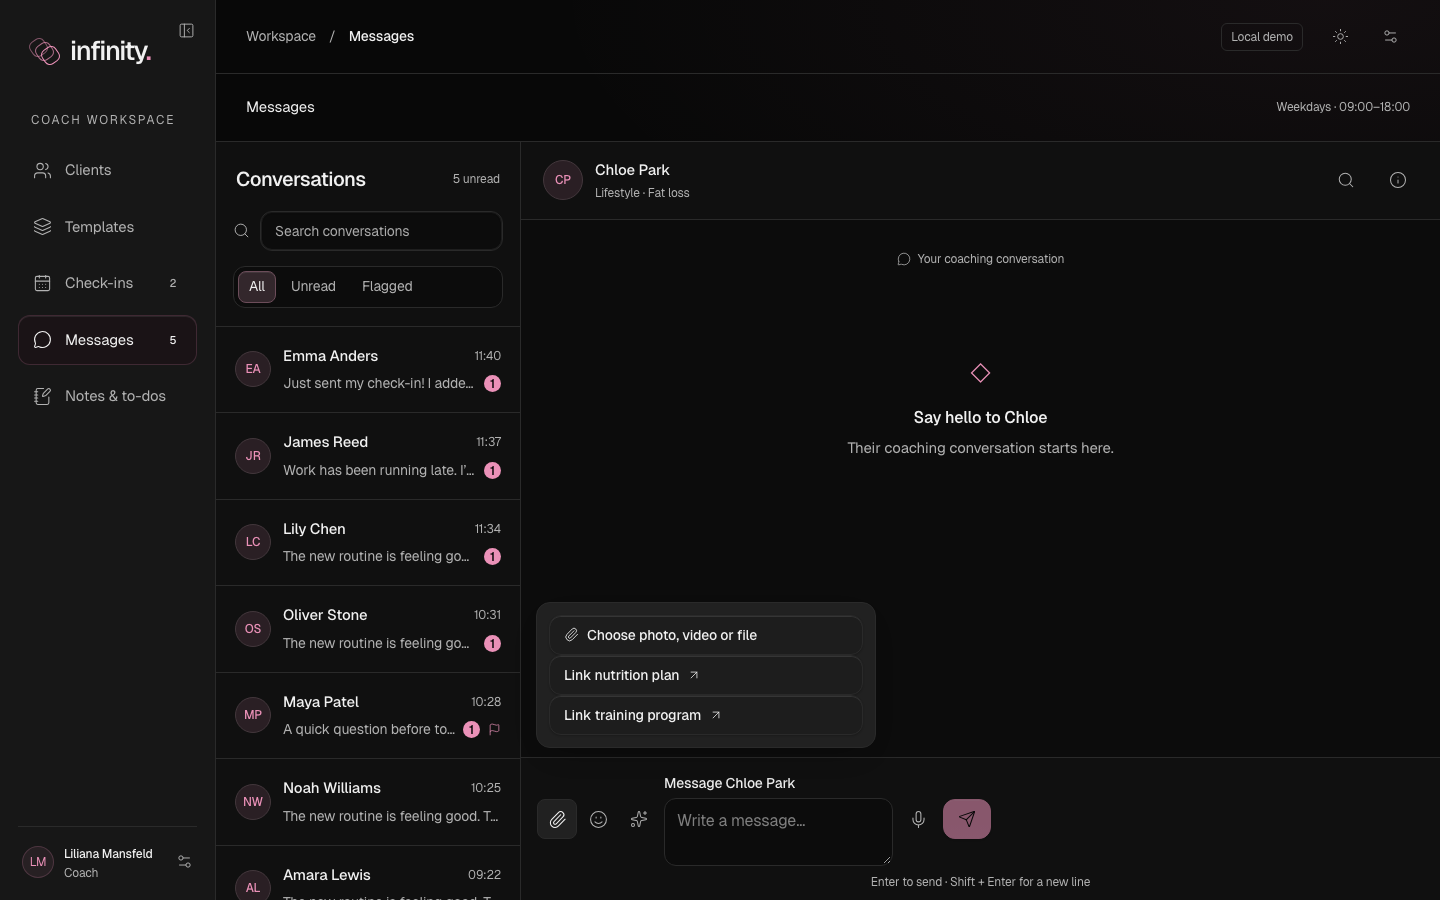 infinity.
COACH WORKSPACE
Clients
Templates
Check-ins 2
Messages 5
Notes & to-dos
LM
Liliana Mansfeld
Coach
Workspace / Messages
Local demo
Messages
Weekdays · 09:00–18:00
Conversations
5 unread
Search conversations
All Unread Flagged
EA
Emma Anders 11:40
Just sent my check-in! I adde... 1
JR
James Reed 11:37
Work has been running late. I'... 1
LC
Lily Chen 11:34
The new routine is feeling go... 1
OS
Oliver Stone 10:31
The new routine is feeling go... 1
MP
Maya Patel 10:28
A quick question before to... 1
NW
Noah Williams 10:25
The new routine is feeling good. T...
AL
Amara Lewis 09:22
The new routine is feeling good. T...
CP
Chloe Park
Lifestyle · Fat loss
Your coaching conversation
Say hello to Chloe
Their coaching conversation starts here.
Choose photo, video or file
Link nutrition plan
Link training program
Message Chloe Park
Write a message...
Enter to send · Shift + Enter for a new line